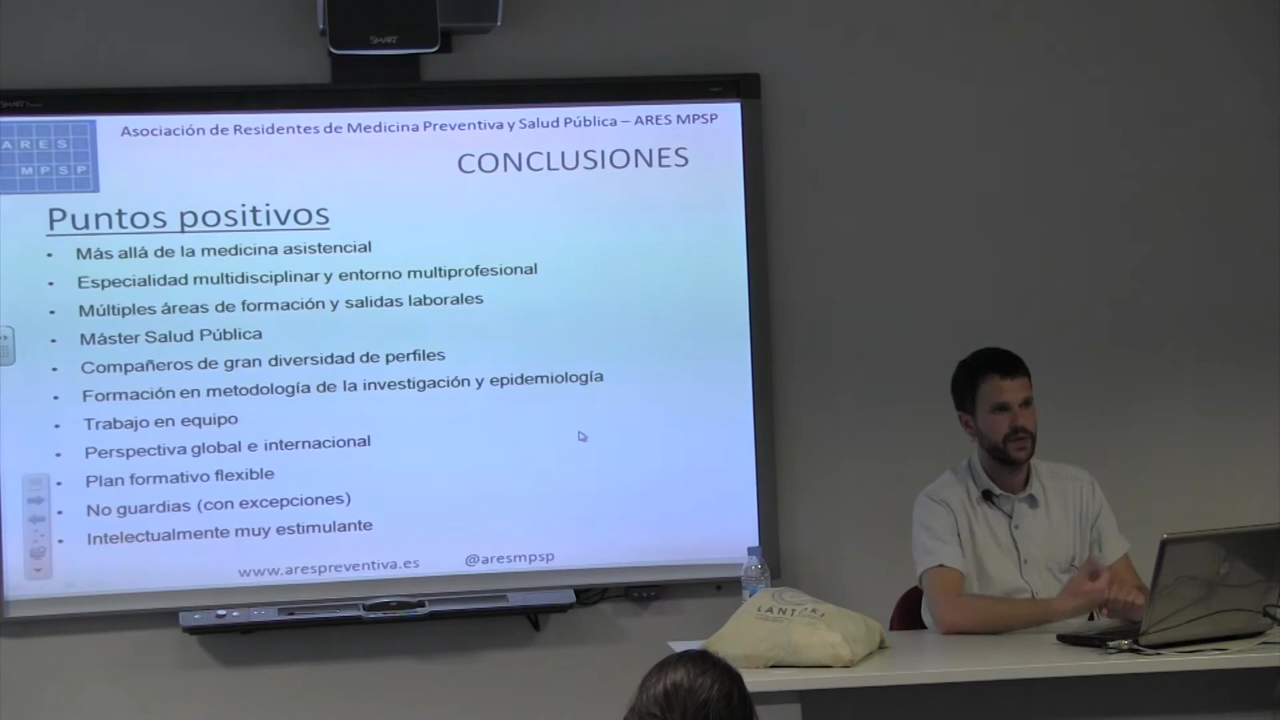 SMART
Asociación de Residentes de Medicina Preventiva y Salud Pública – ARES MPSP
ARES
MPSP
CONCLUSIONES
Puntos positivos
• Más allá de la medicina asistencial
• Especialidad multidisciplinar y entorno multiprofesional
• Múltiples áreas de formación y salidas laborales
• Máster Salud Pública
• Compañeros de gran diversidad de perfiles
• Formación en metodología de la investigación y epidemiología
• Trabajo en equipo
• Perspectiva global e internacional
• Plan formativo flexible
• No guardias (con excepciones)
• Intelectualmente muy estimulante
www.arespreventiva.es @aresmpsp